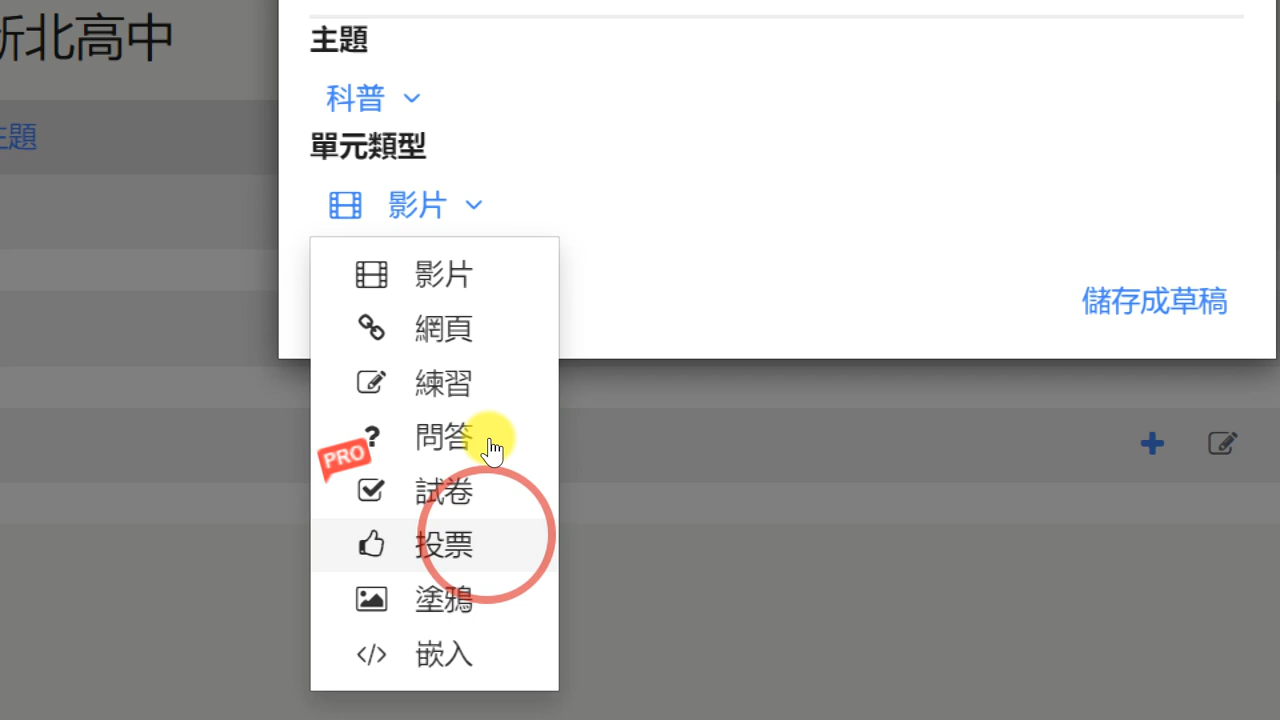 新北高中
主題
科普
主題
單元類型
影片
影片
網頁
練習
問答
PRO
試卷
投票
塗鴉
嵌入
儲存成草稿